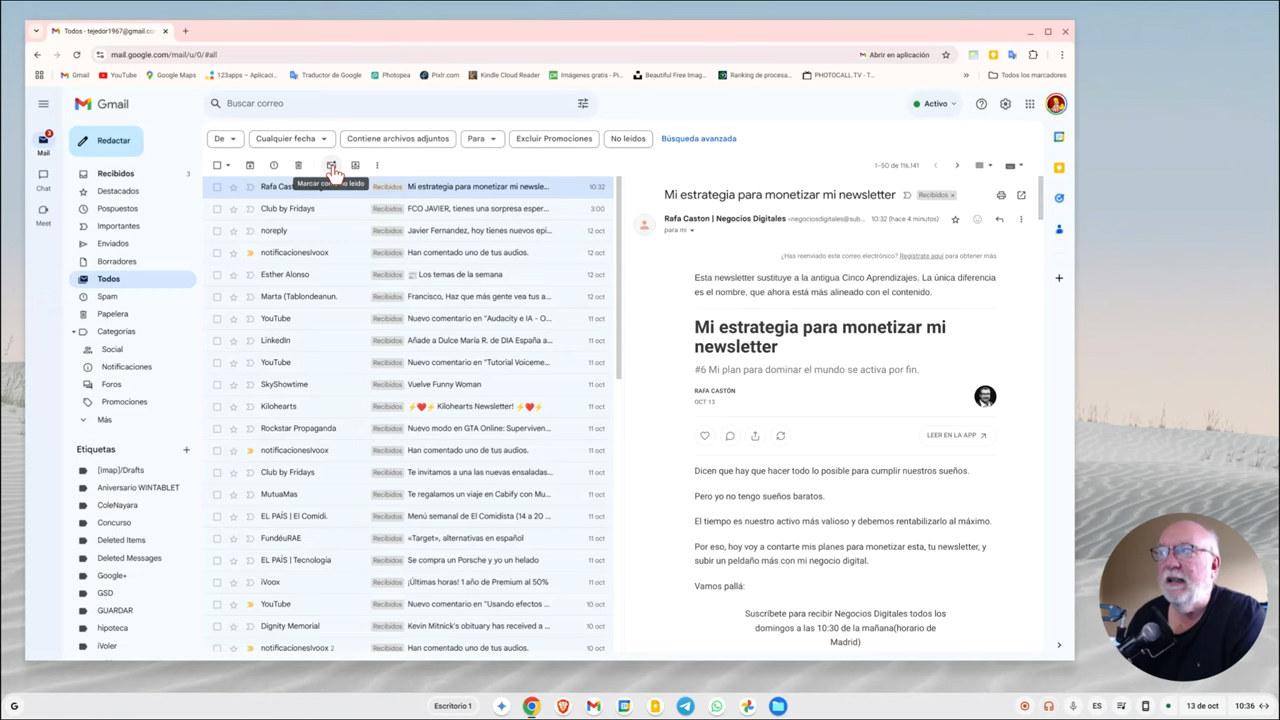 Todos - tejedor1967@gmail.co
mail.google.com/mail/u/0/#all
Abrir en aplicación
Gmail
YouTube
Google Maps
123apps – Aplicaci...
Traductor de Google
Photopea
Pixlr.com
Kindle Cloud Reader
Imágenes gratis - Pi...
Beautiful Free Imag...
Ranking de procesa...
PHOTOCALL.TV - T...
»
Todos los marcadores
Gmail
Buscar correo
Activo
3
Mail
Chat
Meet
Redactar
De
Cualquier fecha
Contiene archivos adjuntos
Para
Excluir Promociones
No leídos
Búsqueda avanzada
1–50 de 116.141
Recibidos 3
Destacados
Pospuestos
Importantes
Enviados
Borradores
Todos
Spam
Papelera
Categorías
Social
Notificaciones
Foros
Promociones
Más
Etiquetas
[Imap]/Drafts
Aniversario WINTABLET
ColeNayara
Concurso
Deleted Items
Deleted Messages
Google+
GSD
GUARDAR
hipoteca
iVoler
Rafa Cas Recibidos Mi estrategia para monetizar mi newsle... 10:32
Club by Fridays Recibidos FCO JAVIER, tienes una sorpresa esper... 3:00
noreply Recibidos Javier Fernandez, hoy tienes nuevos epi... 12 oct
notificacionesIvoox Recibidos Han comentado uno de tus audios. 12 oct
Esther Alonso Recibidos 📰 Los temas de la semana 12 oct
Marta (Tablondeanun. Recibidos Francisco, Haz que más gente vea tus a... 12 oct
YouTube Recibidos Nuevo comentario en "Audacity e IA - O... 11 oct
LinkedIn Recibidos Añade a Dulce María R. de DIA España a... 11 oct
YouTube Recibidos Nuevo comentario en "Tutorial Voiceme... 11 oct
SkyShowtime Recibidos Vuelve Funny Woman 11 oct
Kilohearts Recibidos ⚡❤️⚡ Kilohearts Newsletter! ⚡❤️⚡ 11 oct
Rockstar Propaganda Recibidos Nuevo modo en GTA Online: Superviven... 11 oct
notificacionesIvoox Recibidos Han comentado uno de tus audios. 11 oct
Club by Fridays Recibidos Te invitamos a una las nuevas ensaladas... 11 oct
MutuaMas Recibidos Te regalamos un viaje en Cabify con Mu... 11 oct
EL PAÍS | El Comidi. Recibidos Menú semanal de El Comidista (14 a 20 ... 11 oct
FundéuRAE Recibidos «Target», alternativas en español 11 oct
EL PAÍS | Tecnología Recibidos Se compra un Porsche y yo un helado 11 oct
iVoox Recibidos ¡Últimas horas! 1 año de Premium al 50% 11 oct
YouTube Recibidos Nuevo comentario en "Usando efectos ... 10 oct
Dignity Memorial Recibidos Kevin Mitnick's obituary has received a ... 10 oct
notificacionesIvoox 2 Recibidos Han comentado uno de tus audios. 10 oct
Mi estrategia para monetizar mi newsletter Recibidos ×
Rafa Caston | Negocios Digitales <negociosdigitales@sub... 10:32 (hace 4 minutos)
para mí
¿Has reenviado este correo electrónico? Regístrate aquí para obtener más
Esta newsletter sustituye a la antigua Cinco Aprendizajes. La única diferencia
es el nombre, que ahora está más alineado con el contenido.
Mi estrategia para monetizar mi
newsletter
#6 Mi plan para dominar el mundo se activa por fin.
RAFA CASTÓN
OCT 13
LEER EN LA APP
Dicen que hay que hacer todo lo posible para cumplir nuestros sueños.
Pero yo no tengo sueños baratos.
El tiempo es nuestro activo más valioso y debemos rentabilizarlo al máximo.
Por eso, hoy voy a contarte mis planes para monetizar esta, tu newsletter, y
subir un peldaño más con mi negocio digital.
Vamos pallá:
Suscríbete para recibir Negocios Digitales todos los
domingos a las 10:30 de la mañana(horario de
Madrid)
G
Escritorio 1
ES
13 de oct
10:36